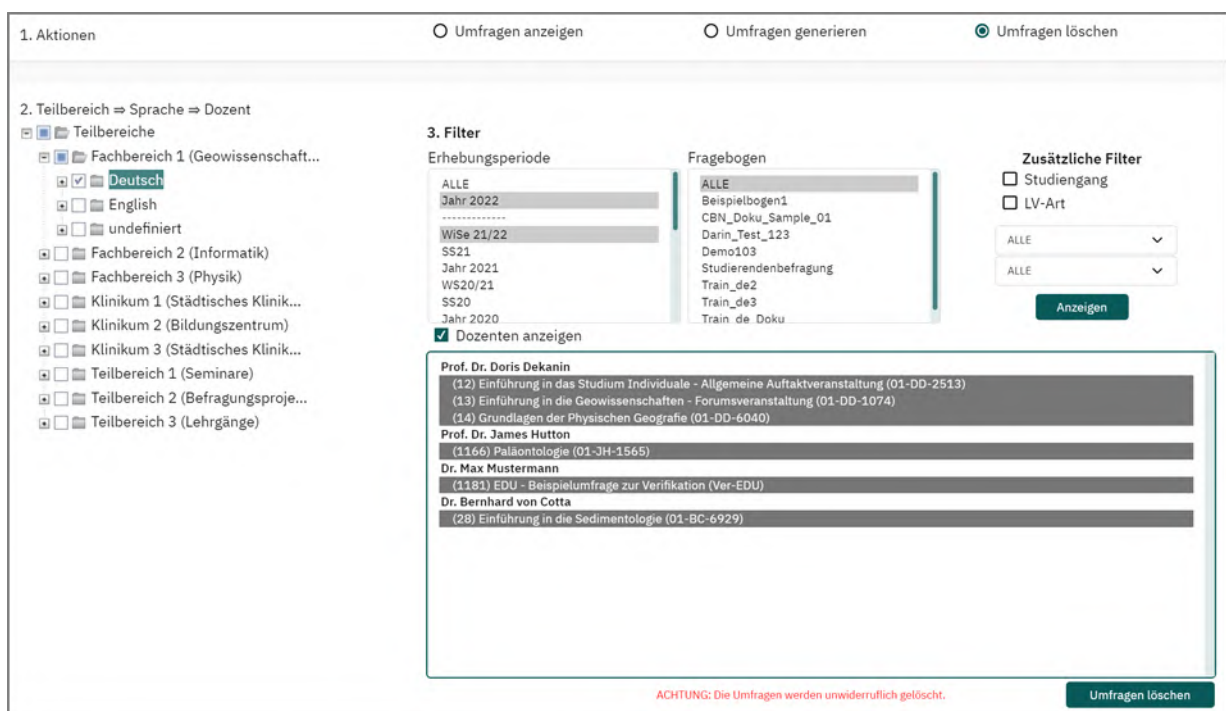 1. Aktionen
Umfragen anzeigen
Umfragen generieren
Umfragen löschen
2. Teilbereich ⇒ Sprache ⇒ Dozent
Teilbereiche
Fachbereich 1 (Geowissenschaft...
Deutsch
English
undefiniert
Fachbereich 2 (Informatik)
Fachbereich 3 (Physik)
Klinikum 1 (Städtisches Klinik...
Klinikum 2 (Bildungszentrum)
Klinikum 3 (Städtisches Klinik...
Teilbereich 1 (Seminare)
Teilbereich 2 (Befragungsproje...
Teilbereich 3 (Lehrgänge)
3. Filter
Erhebungsperiode
ALLE
Jahr 2022
-------------
WiSe 21/22
SS21
Jahr 2021
WS20/21
SS20
Jahr 2020
Fragebogen
ALLE
Beispielbogen1
CBN_Doku_Sample_01
Darin_Test_123
Demo103
Studierendenbefragung
Train_de2
Train_de3
Train_de_Doku
Zusätzliche Filter
Studiengang
LV-Art
ALLE
ALLE
Anzeigen
Dozenten anzeigen
Prof. Dr. Doris Dekanin
(12) Einführung in das Studium Individuale - Allgemeine Auftaktveranstaltung (01-DD-2513)
(13) Einführung in die Geowissenschaften - Forumsveranstaltung (01-DD-1074)
(14) Grundlagen der Physischen Geografie (01-DD-6040)
Prof. Dr. James Hutton
(1166) Paläontologie (01-JH-1565)
Dr. Max Mustermann
(1181) EDU - Beispielumfrage zur Verifikation (Ver-EDU)
Dr. Bernhard von Cotta
(28) Einführung in die Sedimentologie (01-BC-6929)
ACHTUNG: Die Umfragen werden unwiderruflich gelöscht.
Umfragen löschen